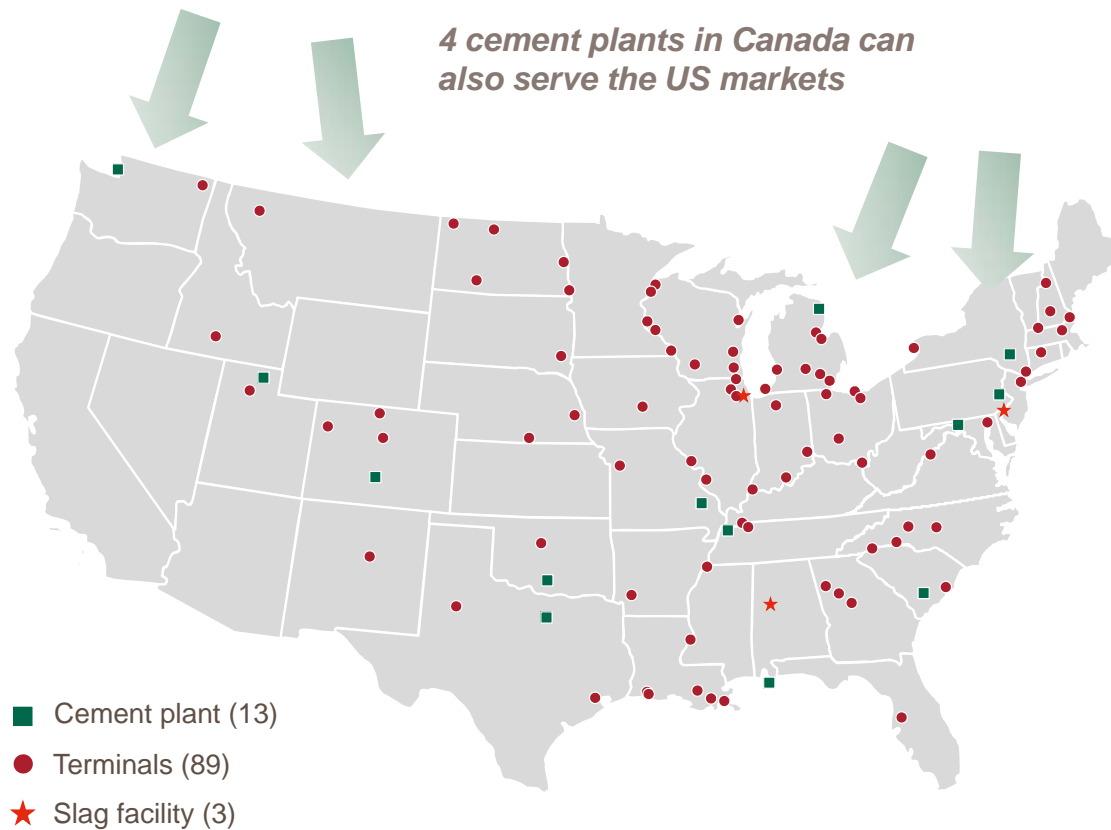 4 cement plants in Canada can
also serve the US markets
Cement plant (13)
Terminals (89)
Slag facility (3)